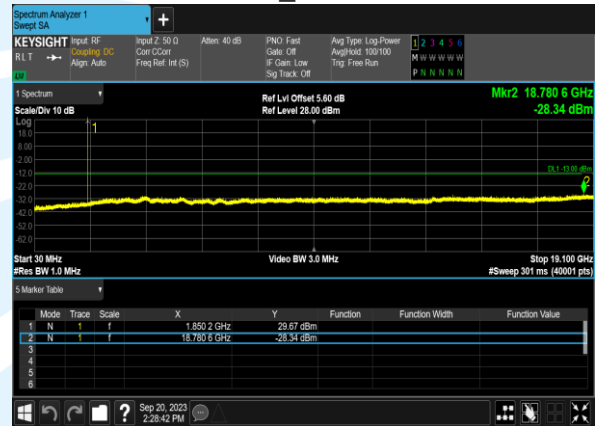 Spectrum Analyzer 1
Swept SA
KEYSIGHT
RLT
LV
Input: RF
Coupling: DC
Align: Auto
Input Z: 50 Ω
Corr CCorr
Freq Ref: Int (S)
Atten: 40 dB
PNO: Fast
Gate: Off
IF Gain: Low
Sig Track: Off
Avg Type: Log-Power
Avg|Hold: 100/100
Trig: Free Run
1 2 3 4 5 6
M W W W W W
P N N N N N
1 Spectrum
Scale/Div 10 dB
Ref Lvl Offset 5.60 dB
Ref Level 28.00 dBm
Mkr2 18.780 6 GHz
-28.34 dBm
Log
1
18.0
8.00
-2.00
-12.0
DL1 -13.00 dBm
-22.0
2
-32.0
-42.0
-52.0
-62.0
Start 30 MHz
Video BW 3.0 MHz
Stop 19.100 GHz
#Res BW 1.0 MHz
#Sweep 301 ms (40001 pts)
5 Marker Table
Mode Trace Scale X Y Function Function Width Function Value
1 N 1 f 1.850 2 GHz 29.67 dBm
2 N 1 f 18.780 6 GHz -28.34 dBm
3
4
5
6
?
Sep 20, 2023
2:28:42 PM